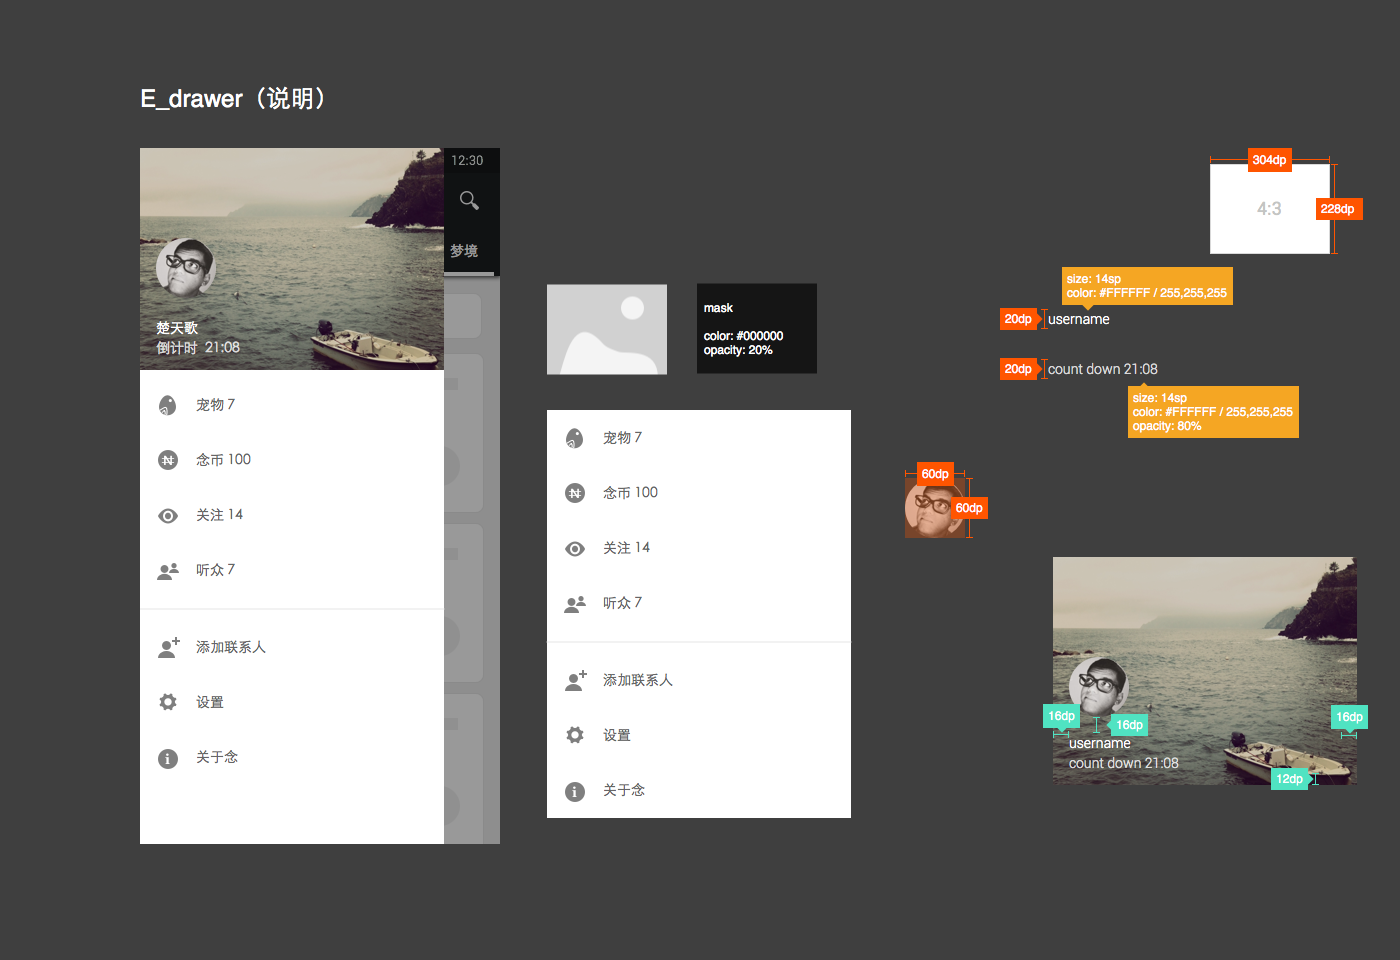 E_drawer（说明）
12:30
梦境
楚天歌
倒计时 21:08
宠物 7
念币 100
关注 14
听众 7
添加联系人
设置
关于念
mask
color: #000000
opacity: 20%
宠物 7
念币 100
关注 14
听众 7
添加联系人
设置
关于念
304dp
4:3
228dp
size: 14sp
color: #FFFFFF / 255,255,255
20dp
username
20dp
count down 21:08
size: 14sp
color: #FFFFFF / 255,255,255
opacity: 80%
60dp
60dp
16dp
16dp
16dp
username
count down 21:08
12dp